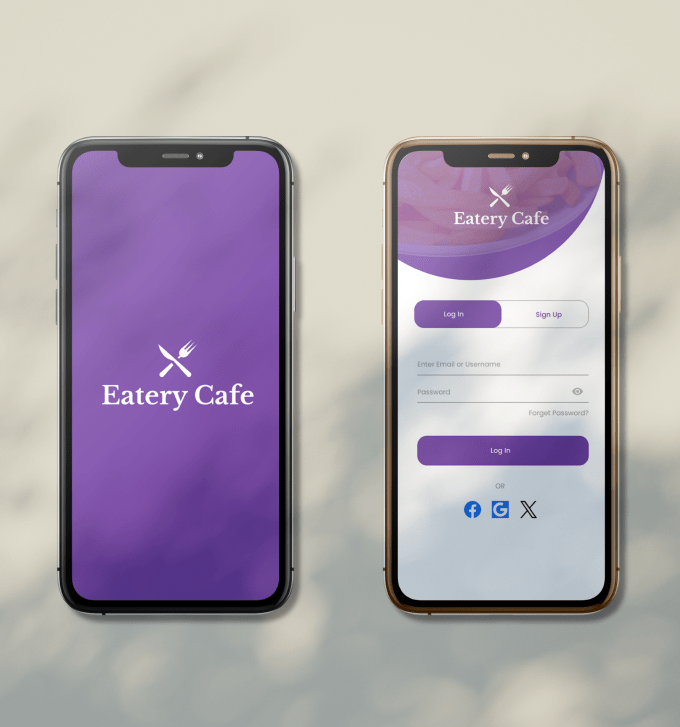 Eatery Cafe
Eatery Cafe
Log In
Sign Up
Enter Email or Username
Password
Forget Password?
Log In
OR